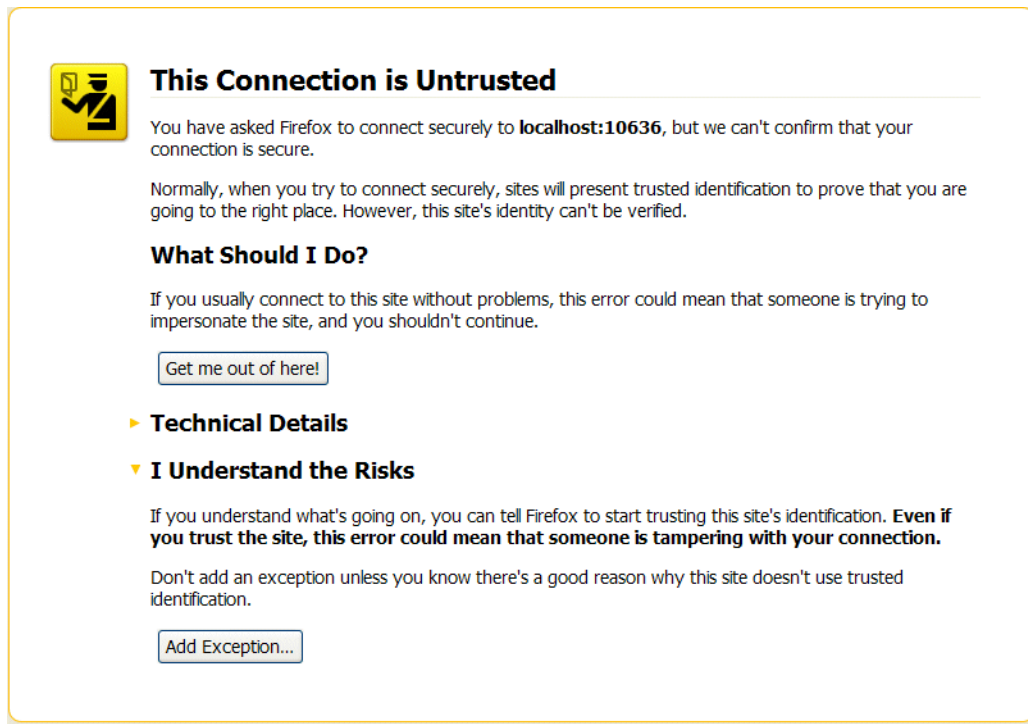 This Connection is Untrusted
You have asked Firefox to connect securely to localhost:10636, but we can't confirm that your
connection is secure.
Normally, when you try to connect securely, sites will present trusted identification to prove that you are
going to the right place. However, this site's identity can't be verified.
What Should I Do?
If you usually connect to this site without problems, this error could mean that someone is trying to
impersonate the site, and you shouldn't continue.
Get me out of here!
Technical Details
I Understand the Risks
If you understand what's going on, you can tell Firefox to start trusting this site's identification. Even if
you trust the site, this error could mean that someone is tampering with your connection.
Don't add an exception unless you know there's a good reason why this site doesn't use trusted
identification.
Add Exception...